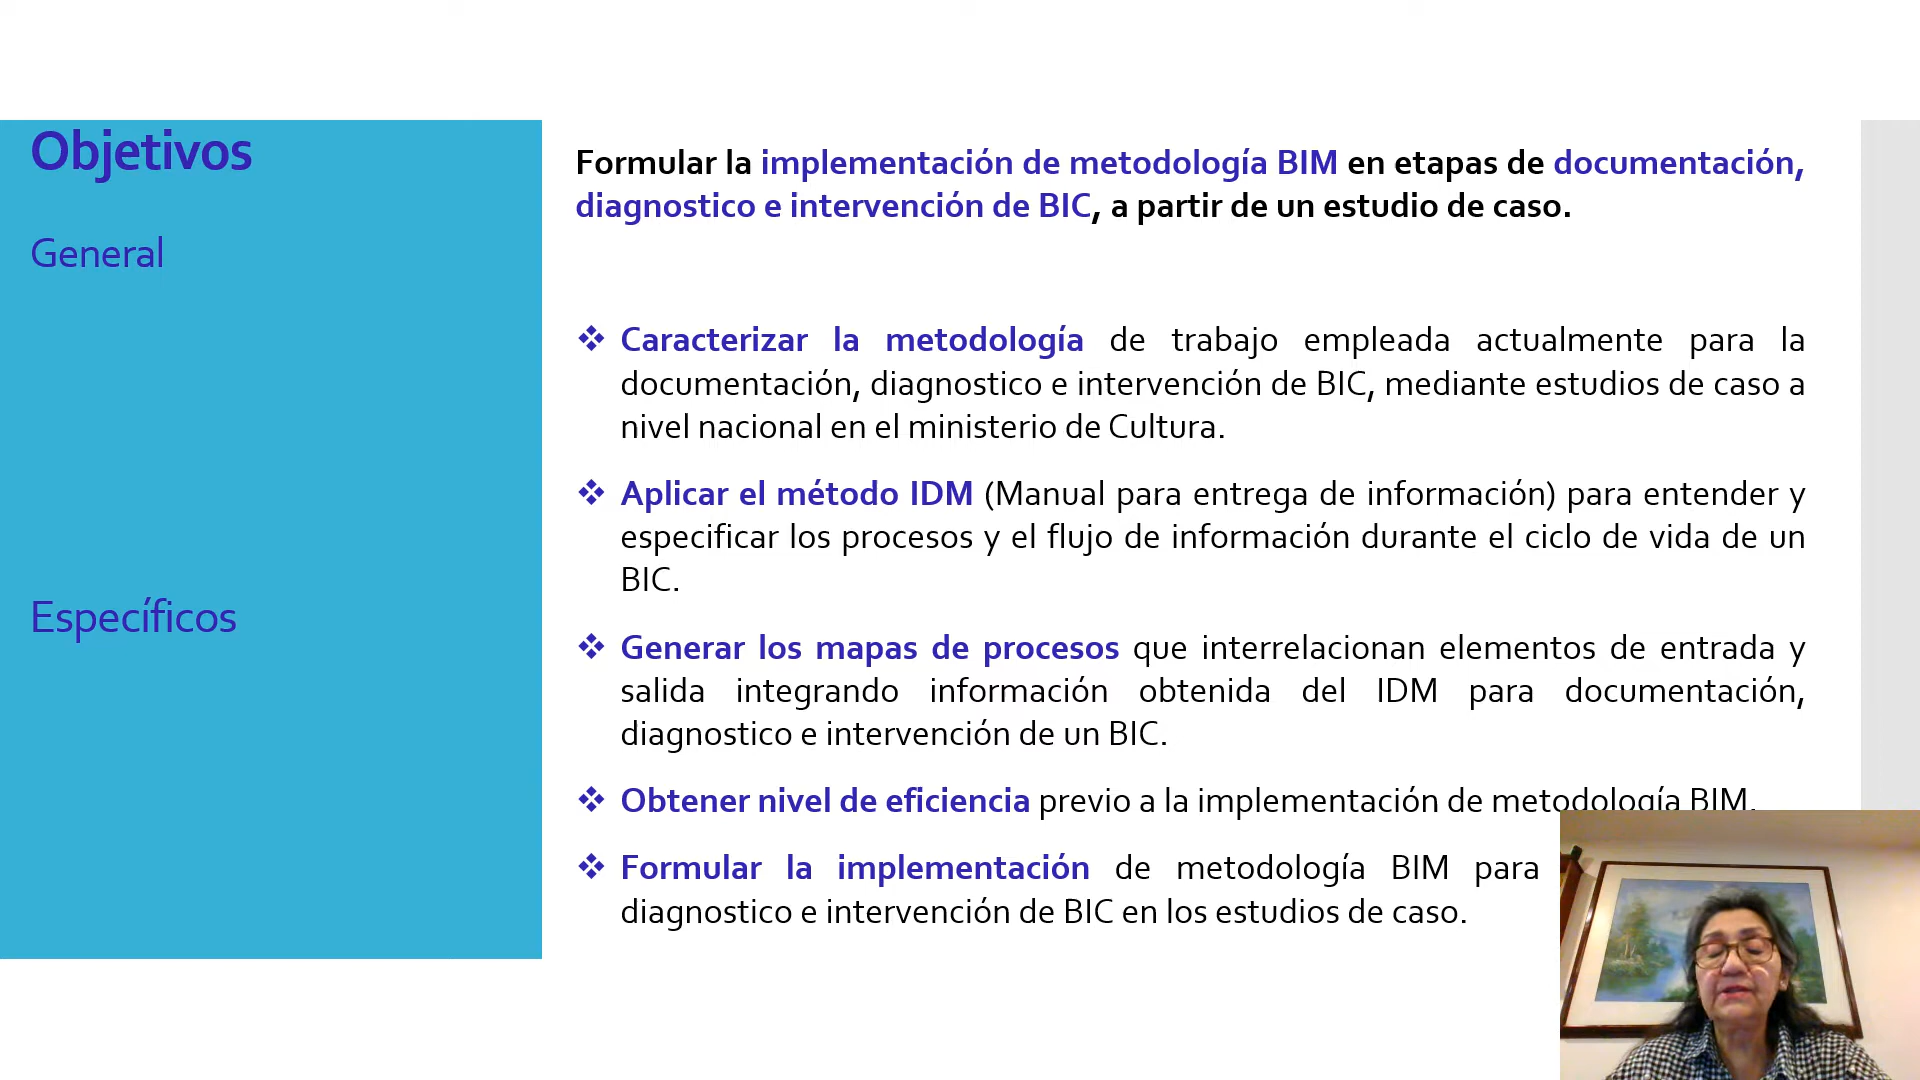 Objetivos
General
Formular la implementación de metodología BIM en etapas de documentación,
diagnostico e intervención de BIC, a partir de un estudio de caso.
Específicos
❖ Caracterizar la metodología de trabajo empleada actualmente para la
documentación, diagnostico e intervención de BIC, mediante estudios de caso a
nivel nacional en el ministerio de Cultura.
❖ Aplicar el método IDM (Manual para entrega de información) para entender y
especificar los procesos y el flujo de información durante el ciclo de vida de un
BIC.
❖ Generar los mapas de procesos que interrelacionan elementos de entrada y
salida integrando información obtenida del IDM para documentación,
diagnostico e intervención de un BIC.
❖ Obtener nivel de eficiencia previo a la implementación de metodología BIM.
❖ Formular la implementación de metodología BIM para
diagnostico e intervención de BIC en los estudios de caso.